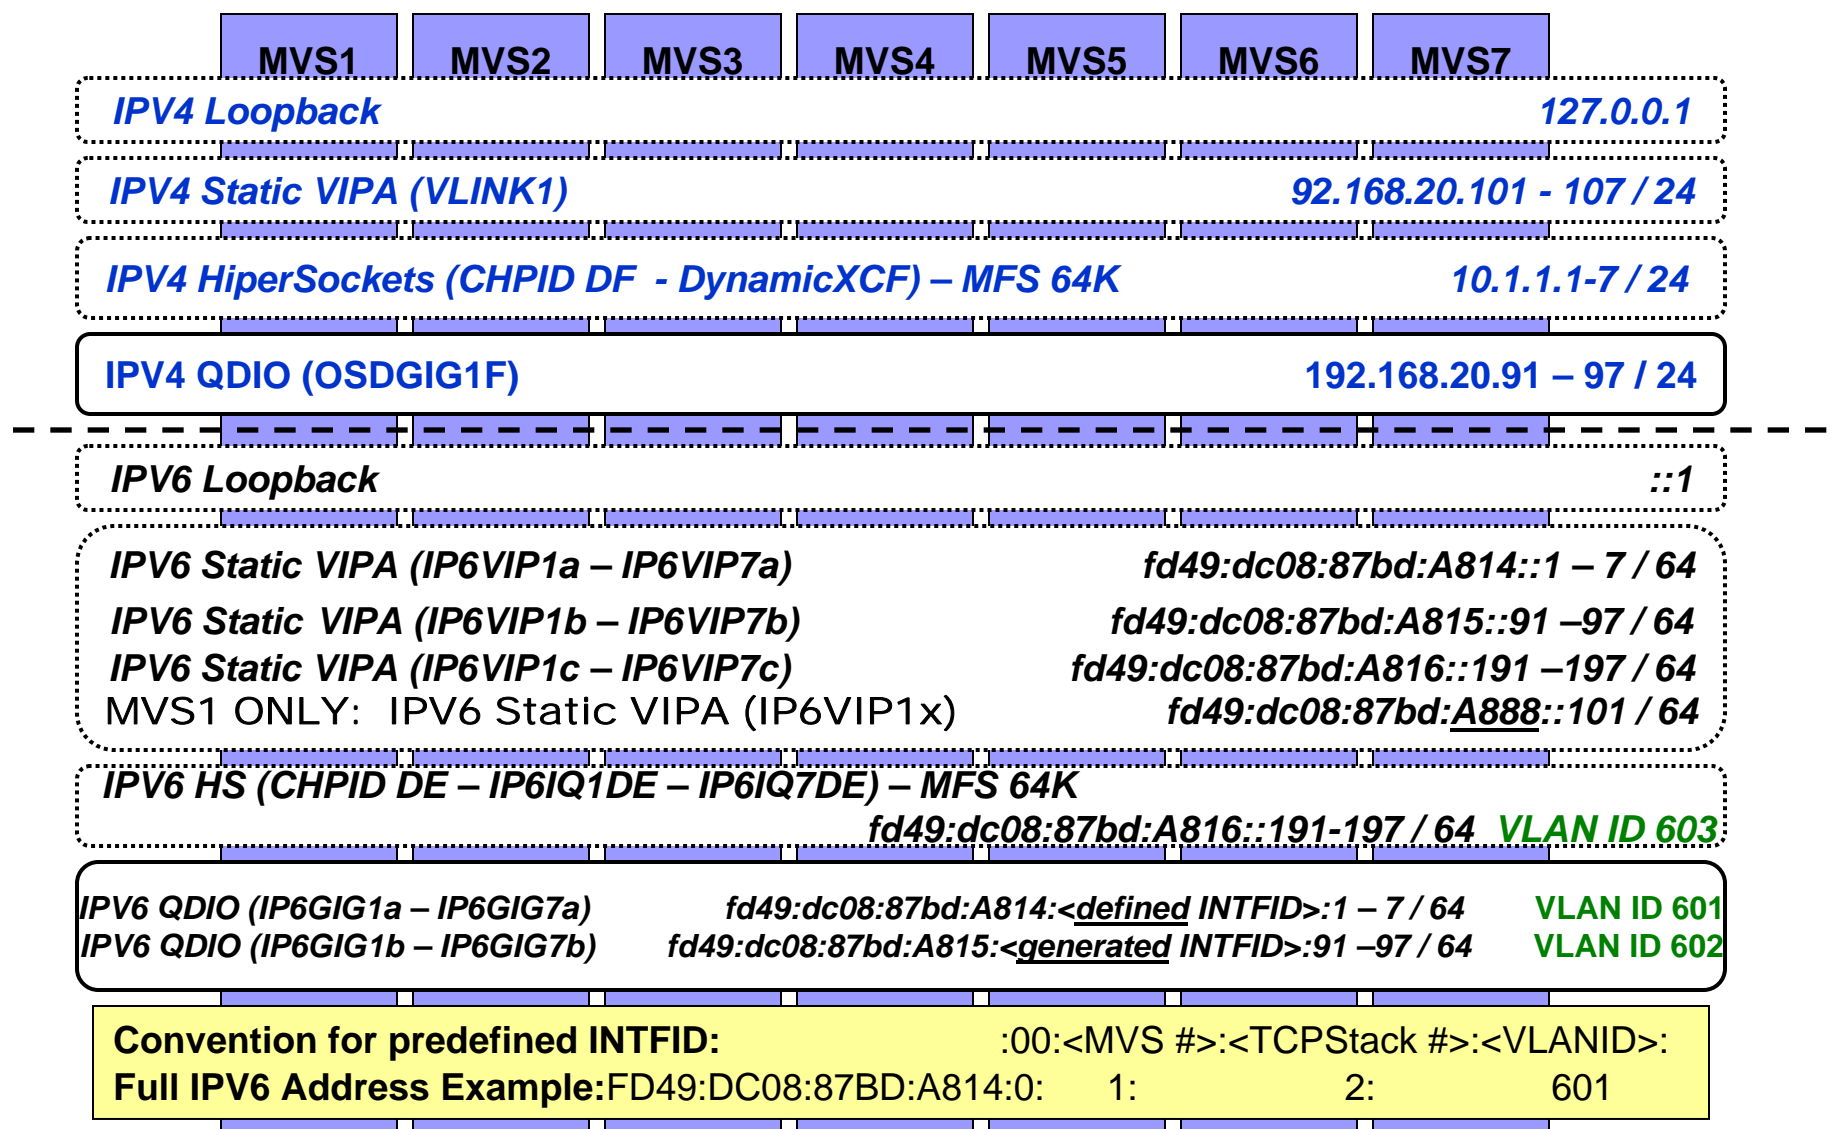 MVS1 MVS2 MVS3 MVS4 MVS5 MVS6 MVS7
IPV4 Loopback 127.0.0.1
IPV4 Static VIPA (VLINK1) 92.168.20.101 - 107 / 24
IPV4 HiperSockets (CHPID DF - DynamicXCF) – MFS 64K 10.1.1.1-7 / 24
IPV4 QDIO (OSDGIG1F) 192.168.20.91 – 97 / 24
IPV6 Loopback ::1
IPV6 Static VIPA (IP6VIP1a – IP6VIP7a) fd49:dc08:87bd:A814::1 – 7 / 64
IPV6 Static VIPA (IP6VIP1b – IP6VIP7b) fd49:dc08:87bd:A815::91 –97 / 64
IPV6 Static VIPA (IP6VIP1c – IP6VIP7c) fd49:dc08:87bd:A816::191 –197 / 64
MVS1 ONLY: IPV6 Static VIPA (IP6VIP1x) fd49:dc08:87bd:A888::101 / 64
IPV6 HS (CHPID DE – IP6IQ1DE – IP6IQ7DE) – MFS 64K
fd49:dc08:87bd:A816::191-197 / 64 VLAN ID 603
IPV6 QDIO (IP6GIG1a – IP6GIG7a) fd49:dc08:87bd:A814:<defined INTFID>:1 – 7 / 64 VLAN ID 601
IPV6 QDIO (IP6GIG1b – IP6GIG7b) fd49:dc08:87bd:A815:<generated INTFID>:91 –97 / 64 VLAN ID 602
Convention for predefined INTFID: :00:<MVS #>:<TCPStack #>:<VLANID>:
Full IPV6 Address Example:FD49:DC08:87BD:A814:0: 1: 2: 601